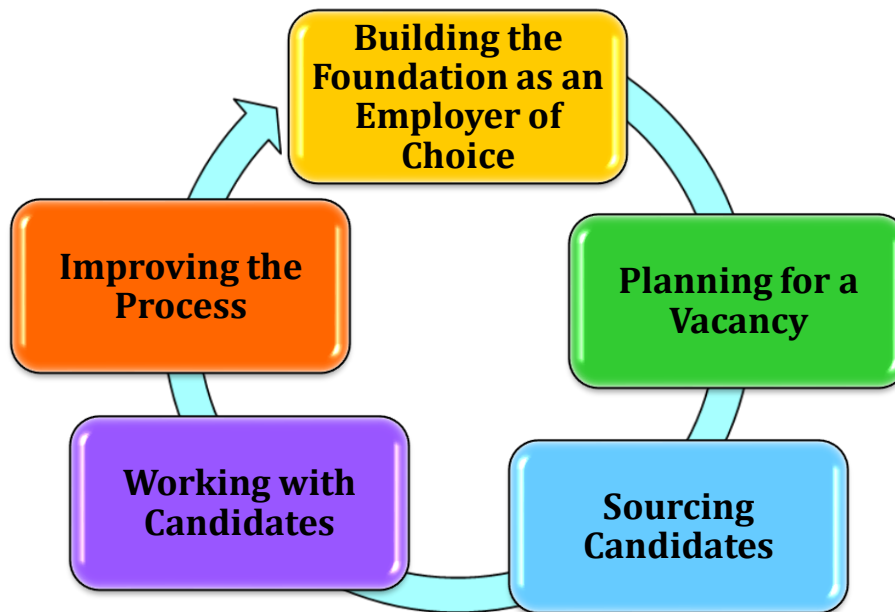 Building the
Foundation as an
Employer of
Choice
Planning for a
Vacancy
Sourcing
Candidates
Working with
Candidates
Improving the
Process